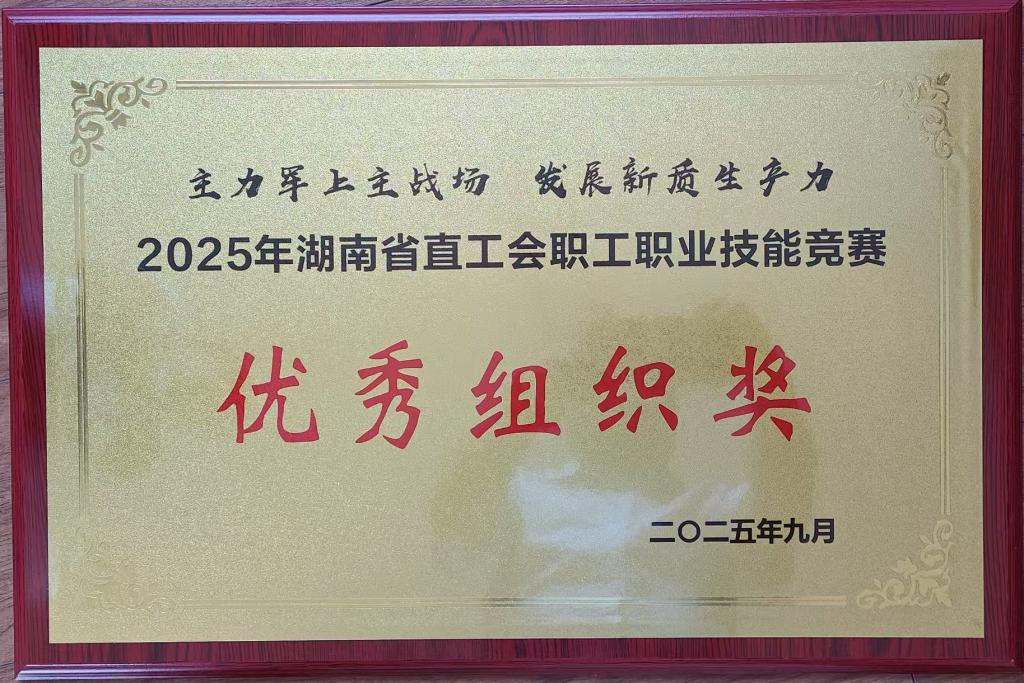 主力军上主战场 发展新质生产力
2025年湖南省直工会职工职业技能竞赛
优秀组织奖
二〇二五年九月